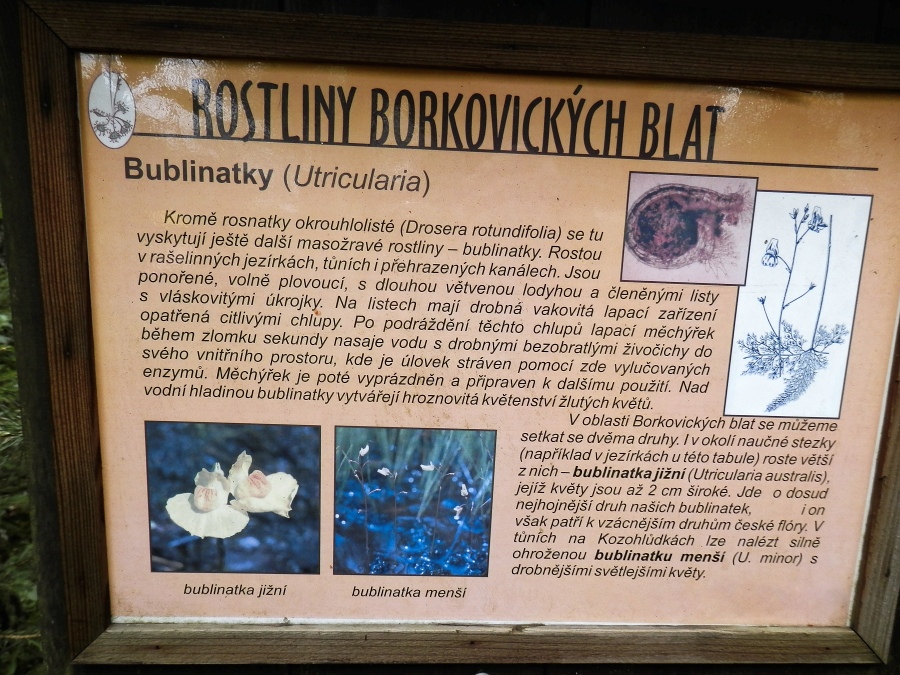 ROSTLINY BORKOVICKÝCH BLAT
Bublinatky (Utricularia)
Kromě rosnatky okrouhlolisté (Drosera rotundifolia) se tu
vyskytují ještě další masožravé rostliny – bublinatky. Rostou
v rašelinných jezírkách, tůních i přehrazených kanálech. Jsou
ponořené, volně plovoucí, s dlouhou větvenou lodyhou a členěnými listy
s vláskovitými úkrojky. Na listech mají drobná vakovitá lapací zařízení
opatřená citlivými chlupy. Po podráždění těchto chlupů lapací měchýřek
během zlomku sekundy nasaje vodu s drobnými bezobratlými živočichy do
svého vnitřního prostoru, kde je úlovek stráven pomocí zde vylučovaných
enzymů. Měchýřek je poté vyprázdněn a připraven k dalšímu použití. Nad
vodní hladinou bublinatky vytvářejí hroznovitá květenství žlutých květů.
V oblasti Borkovických blat se můžeme
setkat se dvěma druhy. I v okolí naučné stezky
(například v jezírkách u této tabule) roste větší
z nich – bublinatka jižní (Utricularia australis),
jejíž květy jsou až 2 cm široké. Jde o dosud
nejhojnější druh našich bublinatek, i on
však patří k vzácnějším druhům české flóry. V
tůních na Kozohlůdkách lze nalézt silně
ohroženou bublinatku menší (U. minor) s
drobnějšími světlejšími květy.
bublinatka jižní
bublinatka menší